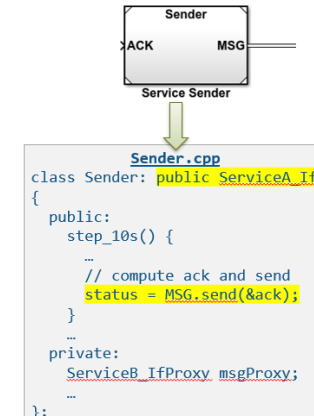 Sender
ACK MSG
Service Sender
Sender.cpp
class Sender: public ServiceA_If
{
public:
step_10s() {
…
// compute ack and send
status = MSG.send(&ack);
}
…
private:
ServiceB_IfProxy msgProxy;
…
};